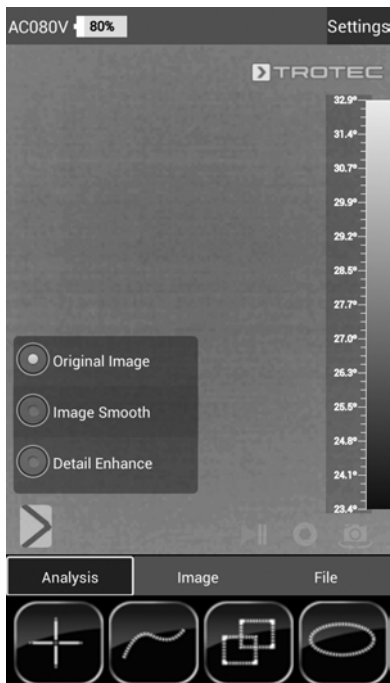 AC080V 80% Settings
TROTEC
32.9°
31.4°
30.7°
29.9°
29.2°
28.5°
27.7°
27.0°
26.3°
25.5°
24.8°
24.1°
23.4°
Original Image
Image Smooth
Detail Enhance
Analysis Image File